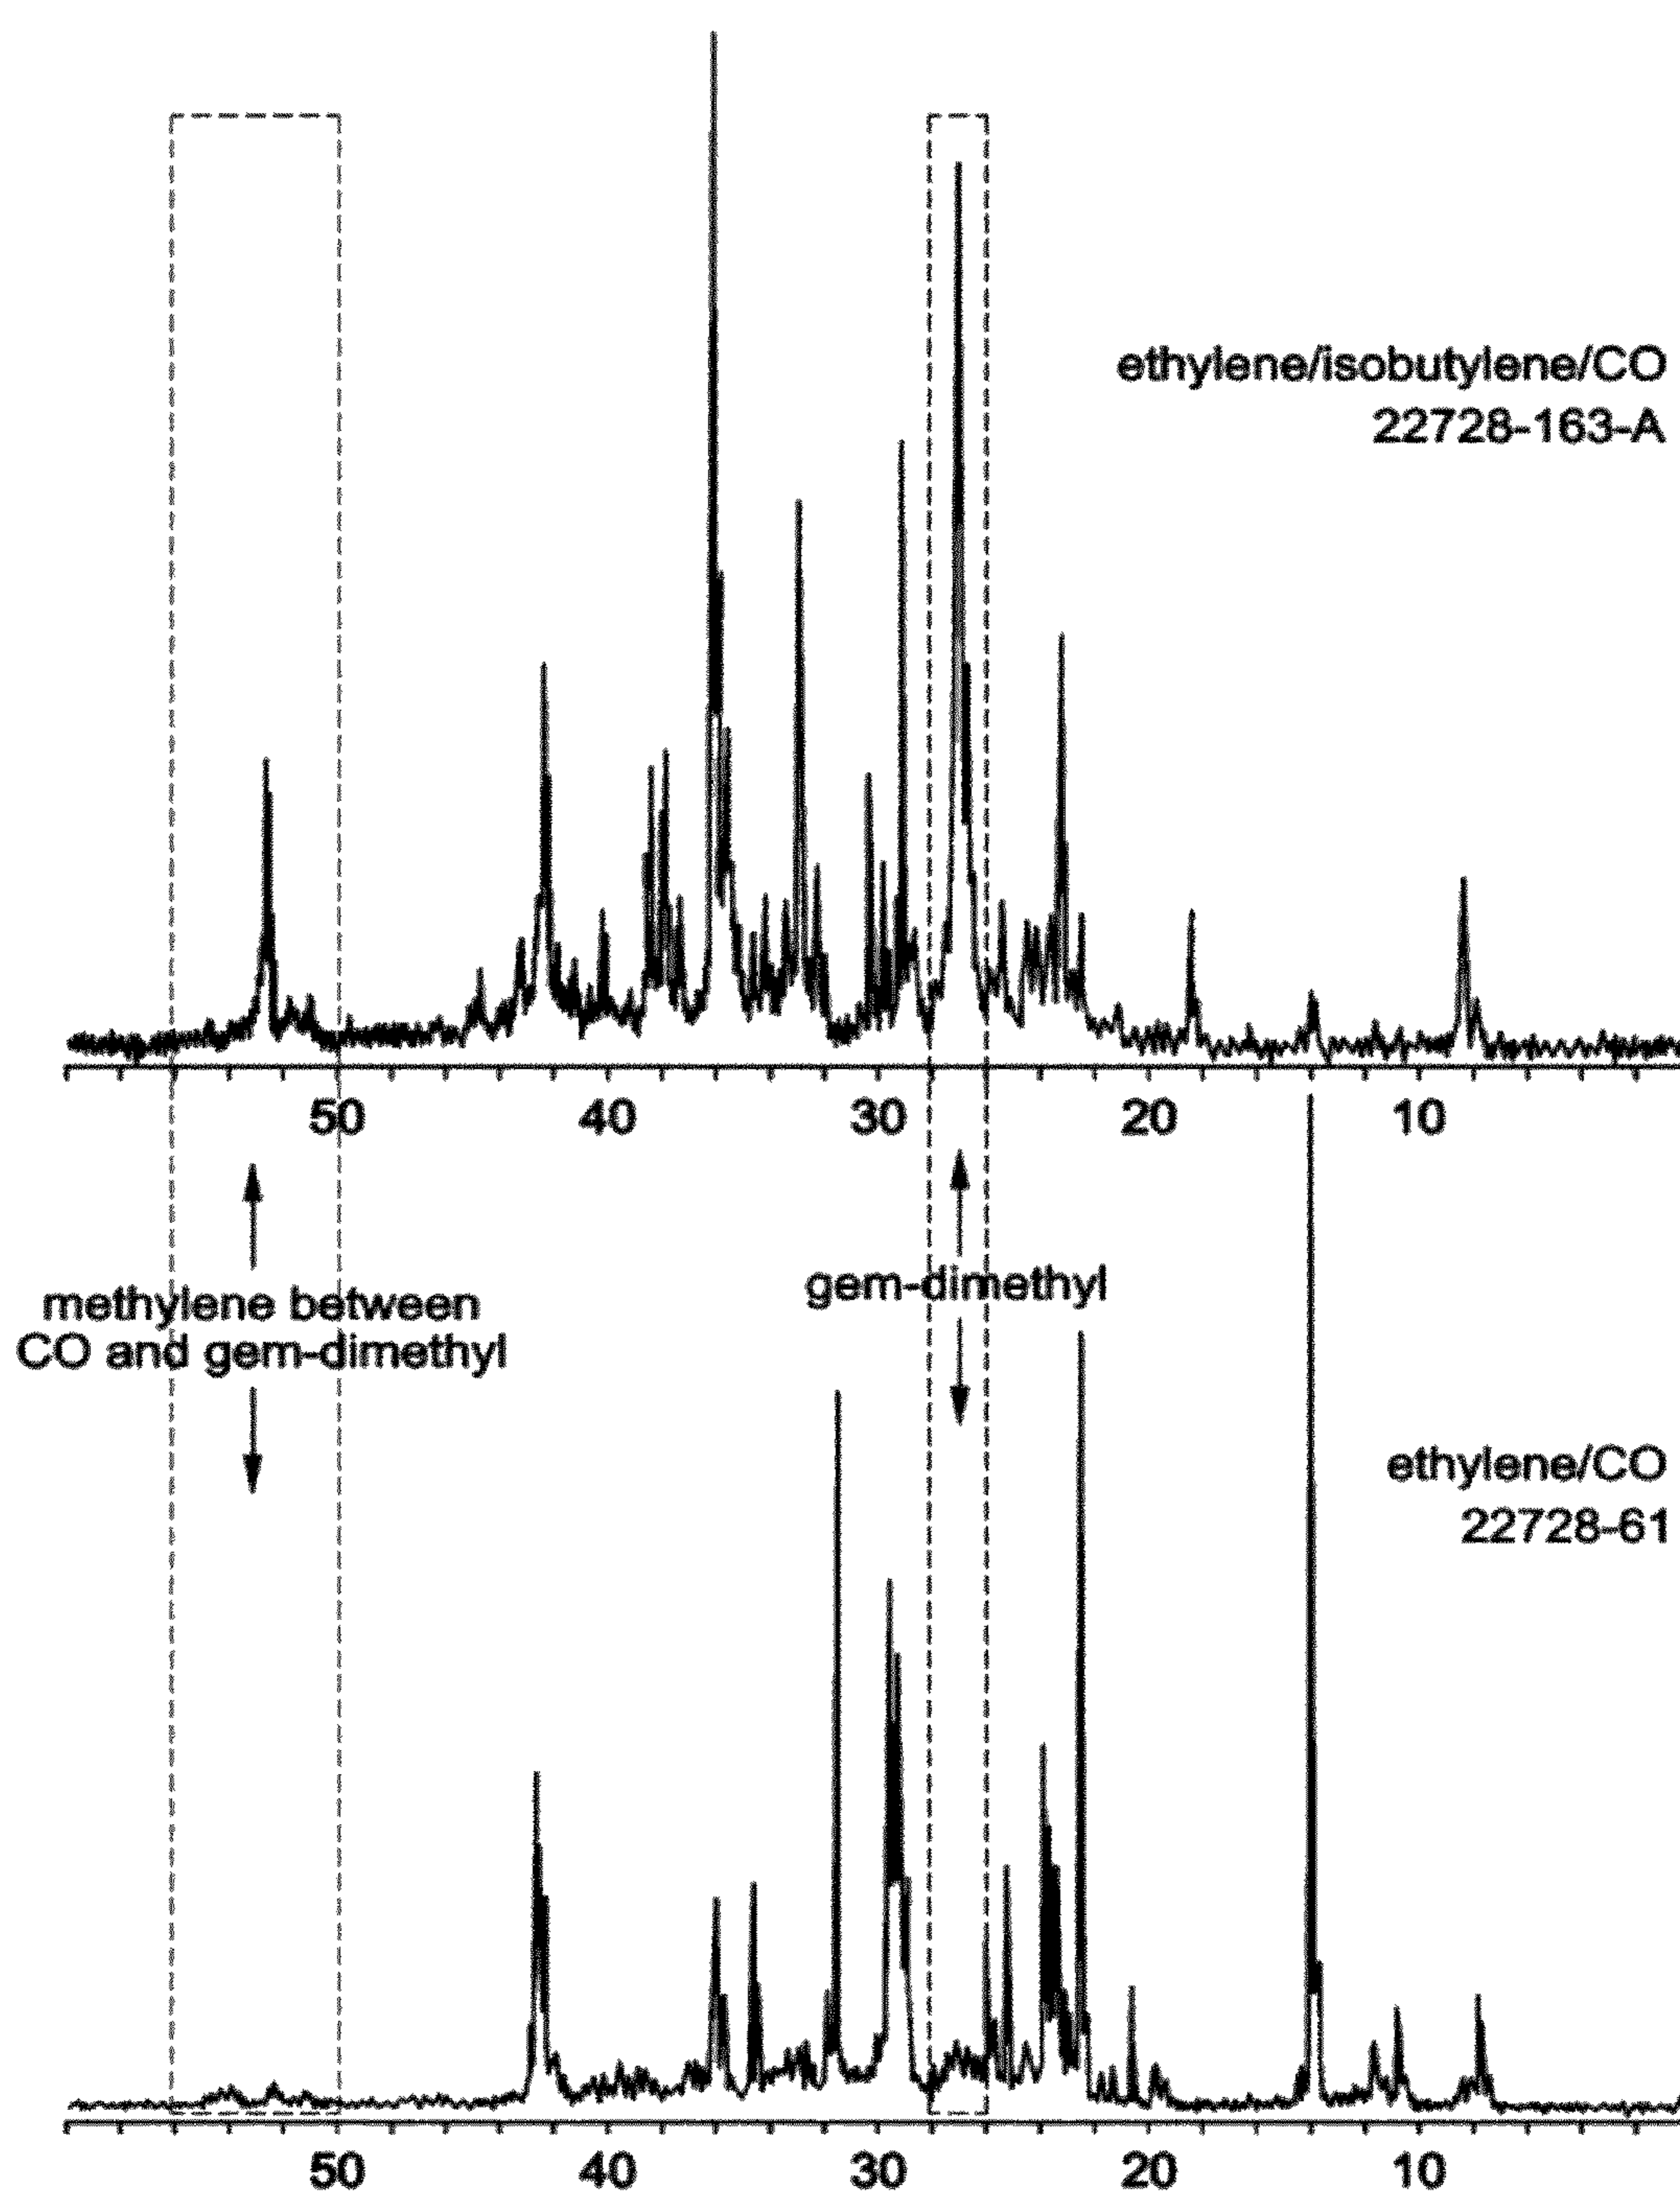 ethylene/isobutylene/CO
22728-163-A
50 40 30 20 10
methylene between
CO and gem-dimethyl
gem-dimethyl
ethylene/CO
22728-61
50 40 30 20 10